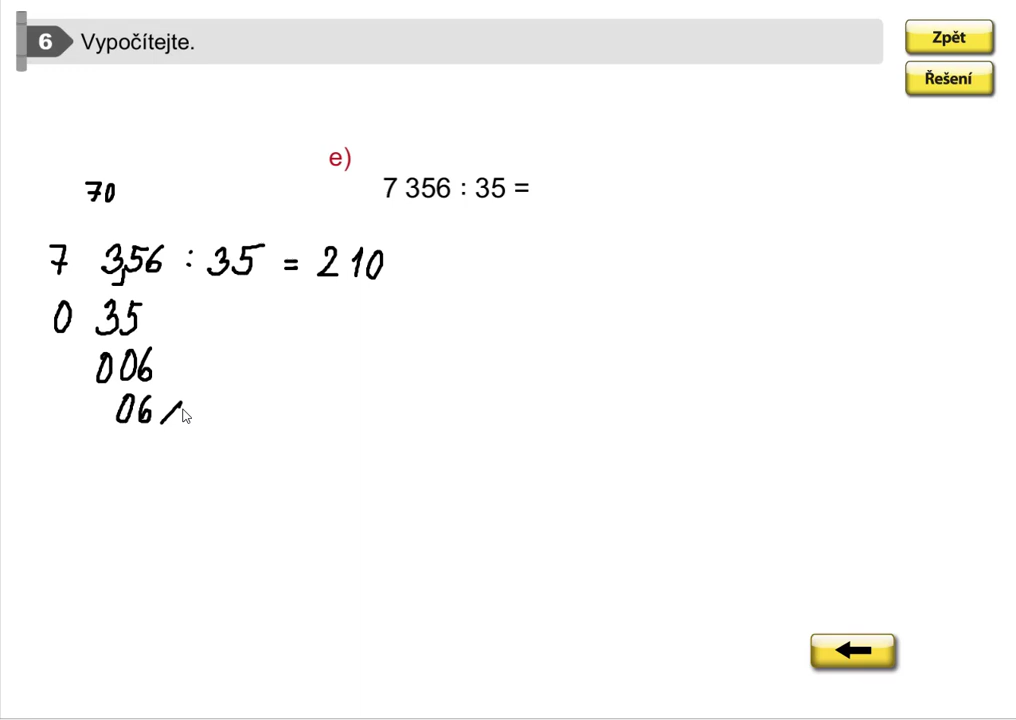 6 Vypočítejte.
Zpět
Řešení
e)
7 356 : 35 =
70
7 356 : 35 = 210
0 35
006
06